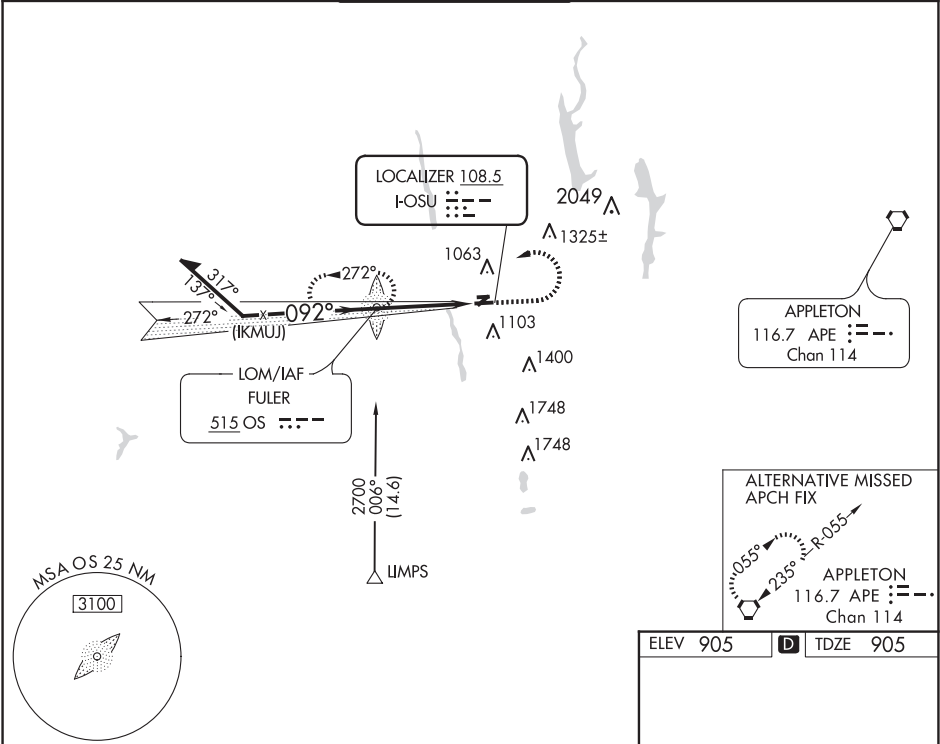 LOCALIZER 108.5
I-OSU
2049
1325±
1063
317°
137°
272°
272°
092°
(IKMUJ)
1103
APPLETON
116.7 APE
Chan 114
LOM/IAF
FULER
515 OS
1400
1748
1748
2700
006°
(14.6)
LIMPS
ALTERNATIVE MISSED
APCH FIX
055°
R-055
235°
APPLETON
116.7 APE
Chan 114
MSA OS 25 NM
3100
ELEV 905 D TDZE 905